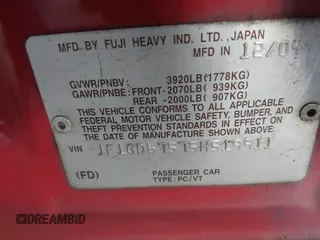 MFD BY FUJI HEAVY IND. LTD., JAPAN
MFD IN 12/04
GVWR/PNBV: 3920LB(1778KG)
GAWR/PNBE: FRONT-2070LB( 939KG)
REAR -2000LB( 907KG)
THIS VEHICLE CONFORMS TO ALL APPLICABLE
FEDERAL MOTOR VEHICLE SAFETY, BUMPER, AND
THEFT PREVENTION STANDARDS IN EFFECT ON
THE DATE OF MANUFACTURE SHOWN ABOVE.
VIN
(FD)
PASSENGER CAR
TYPE:PC/VT
DREAMBID